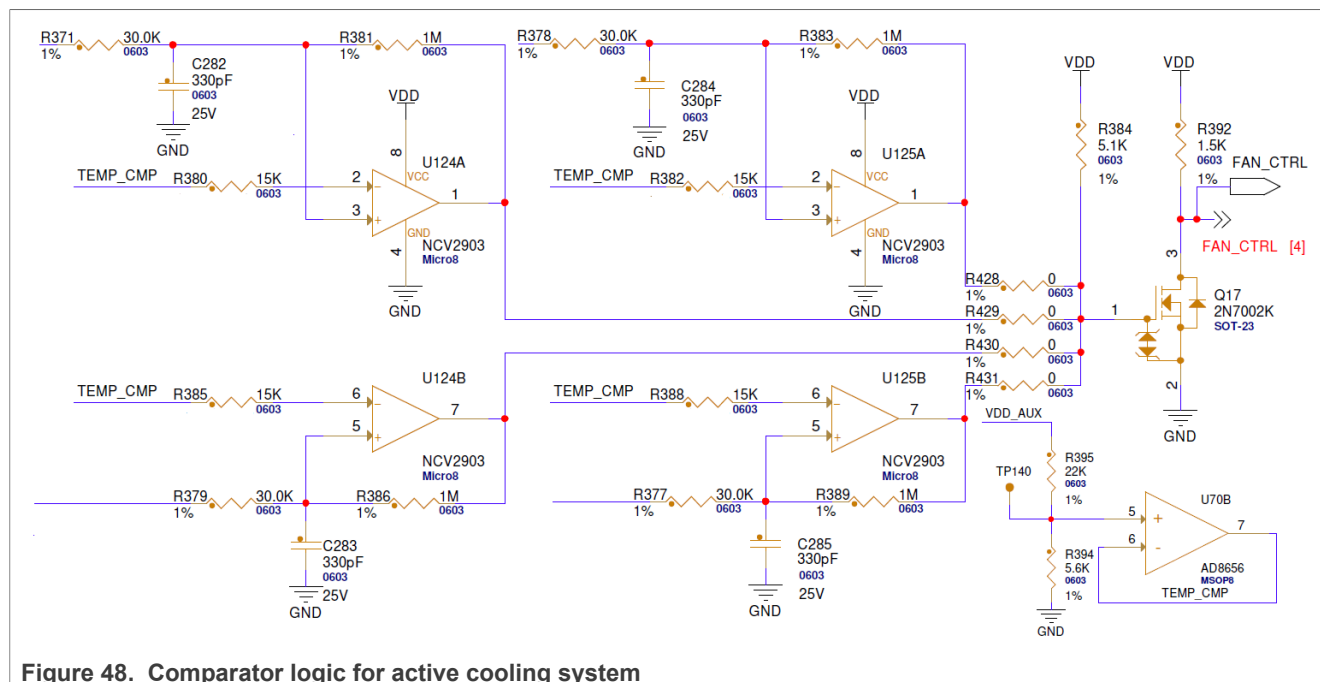 R371 30.0K
1% 0603
R381 1M
1% 0603
C282
330pF
0603
25V
GND
VDD
TEMP_CMP
R380 15K
0603
8
VCC
U124A
2
3
1
GND
4
NCV2903
Micro8
GND
R378 30.0K
1% 0603
R383 1M
1% 0603
C284
330pF
0603
25V
GND
VDD
TEMP_CMP
R382 15K
0603
8
VCC
U125A
2
3
1
GND
4
NCV2903
Micro8
GND
VDD
R384
5.1K
0603
1%
VDD
R392
1.5K
0603
1%
FAN_CTRL
FAN_CTRL [4]
R428 0
1% 0603
R429 0
1% 0603
R430 0
1% 0603
R431 0
1% 0603
3
1
Q17
2N7002K
SOT-23
2
GND
TEMP_CMP
R385 15K
0603
U124B
6
5
7
NCV2903
Micro8
R379 30.0K
1% 0603
R386 1M
1% 0603
C283
330pF
0603
25V
GND
TEMP_CMP
R388 15K
0603
U125B
6
5
7
NCV2903
Micro8
R377 30.0K
1% 0603
R389 1M
1% 0603
C285
330pF
0603
25V
GND
VDD_AUX
TP140
R395
22K
0603
1%
R394
5.6K
0603
1%
GND
U70B
5
+
6
-
7
AD8656
MSOP8
TEMP_CMP
Figure 48. Comparator logic for active cooling system